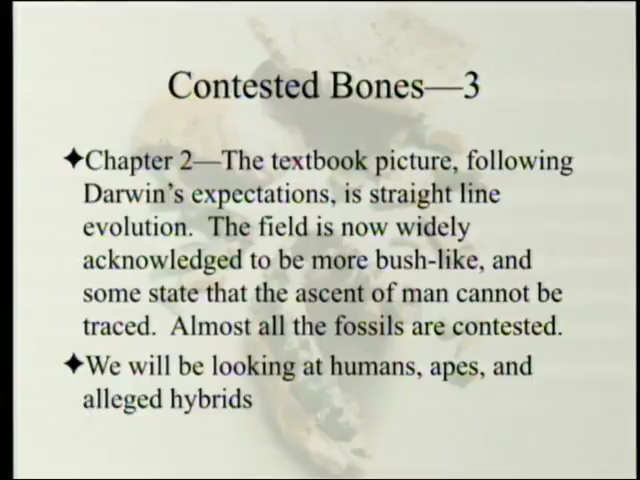 Contested Bones—3
✦Chapter 2—The textbook picture, following
Darwin's expectations, is straight line
evolution.  The field is now widely
acknowledged to be more bush-like, and
some state that the ascent of man cannot be
traced.  Almost all the fossils are contested.
✦We will be looking at humans, apes, and
alleged hybrids